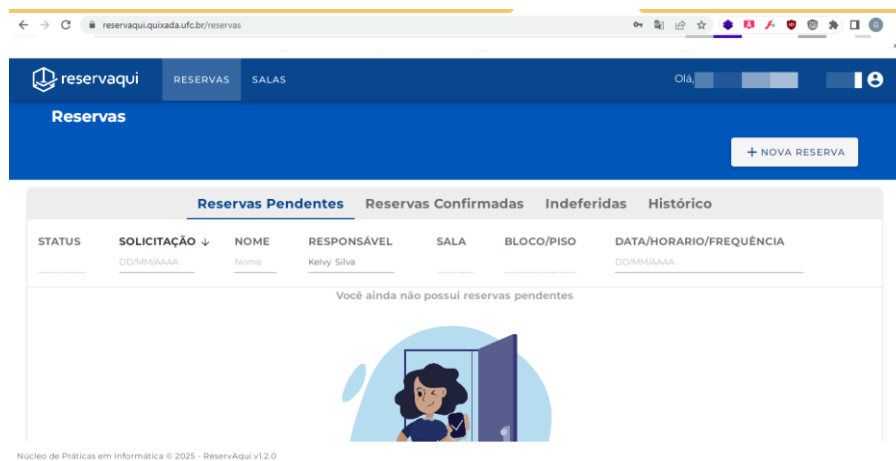 reservaqui.quixada.ufc.br/reservas
reservaqui RESERVAS SALAS Olá,
Reservas
+ NOVA RESERVA
Reservas Pendentes Reservas Confirmadas Indeferidas Histórico
STATUS SOLICITAÇÃO ↓ NOME RESPONSÁVEL SALA BLOCO/PISO DATA/HORARIO/FREQUÊNCIA
DD/MM/AAAA Nome Kelvy Silva DD/MM/AAAA
Você ainda não possui reservas pendentes
Núcleo de Práticas em Informática © 2025 - ReservAqui v1.2.0